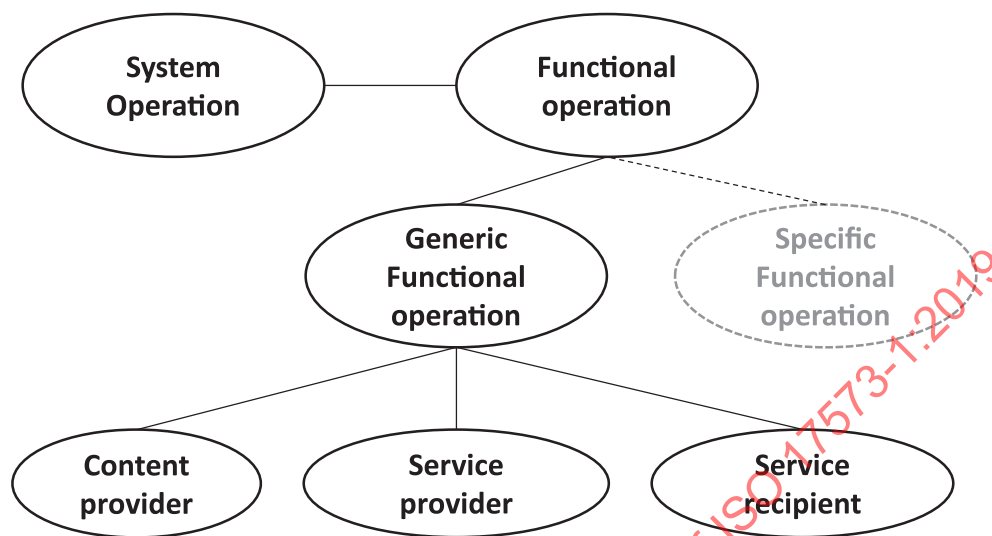 System
Operation
Functional
operation
Generic
Functional
operation
Specific
Functional
operation
Content
provider
Service
provider
Service
recipient
ISO 17573-1:2019